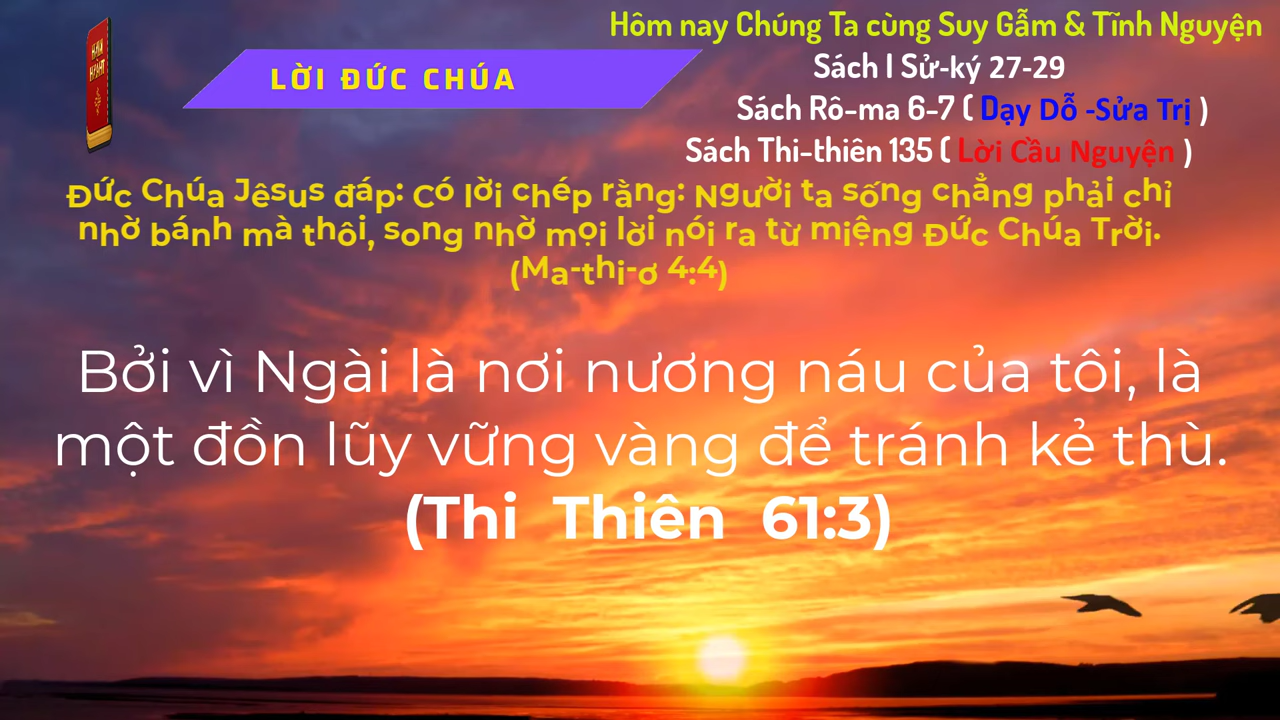 Hôm nay Chúng Ta cùng Suy Gẫm & Tĩnh Nguyện
LỜI ĐỨC CHÚA
Sách I Sử-ký 27-29
Sách Rô-ma 6-7 ( Dạy Dỗ -Sửa Trị )
Sách Thi-thiên 135 ( Lời Cầu Nguyện )
Đức Chúa Jêsus đáp: Có lời chép rằng: Người ta sống chẳng phải chỉ
nhờ bánh mà thôi, song nhờ mọi lời nói ra từ miệng Đức Chúa Trời.
(Ma-thi-ơ 4:4)
Bởi vì Ngài là nơi nương náu của tôi, là
một đồn lũy vững vàng để tránh kẻ thù.
(Thi Thiên 61:3)